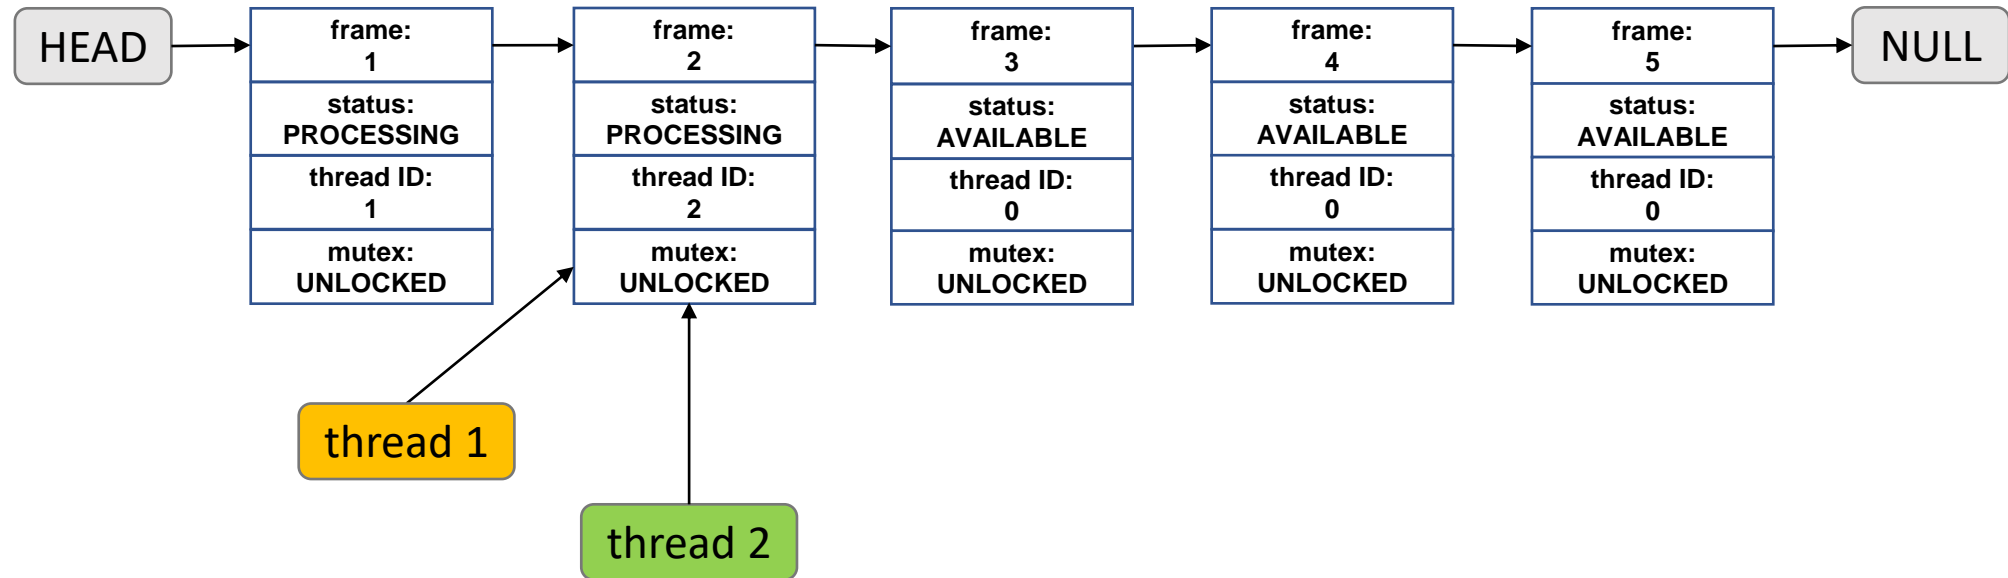 HEAD
frame:
1
status:
PROCESSING
thread ID:
1
mutex:
UNLOCKED
frame:
2
status:
PROCESSING
thread ID:
2
mutex:
UNLOCKED
frame:
3
status:
AVAILABLE
thread ID:
0
mutex:
UNLOCKED
frame:
4
status:
AVAILABLE
thread ID:
0
mutex:
UNLOCKED
frame:
5
status:
AVAILABLE
thread ID:
0
mutex:
UNLOCKED
NULL
thread 1
thread 2